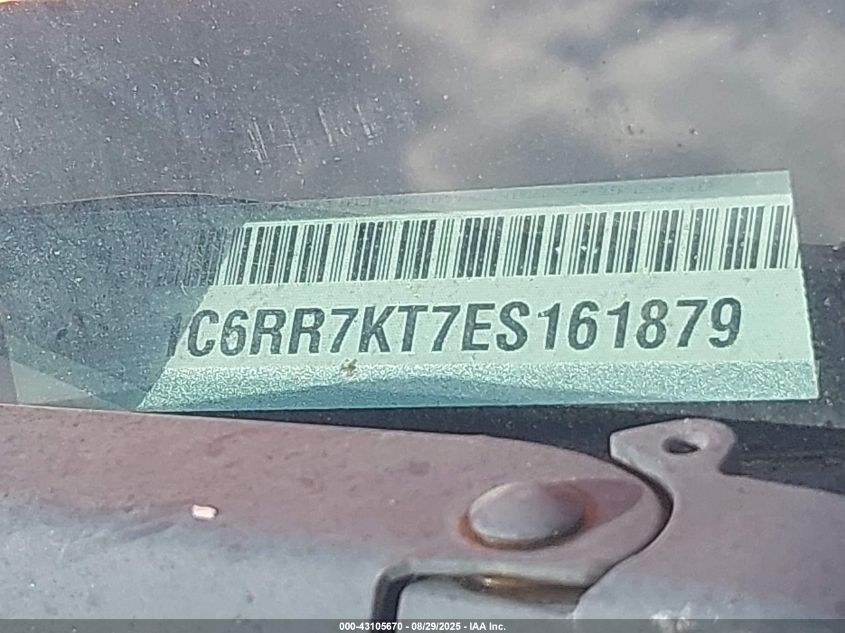 1C6RR7KT7ES161879
000-43105670 - 08/29/2025 - IAA Inc.